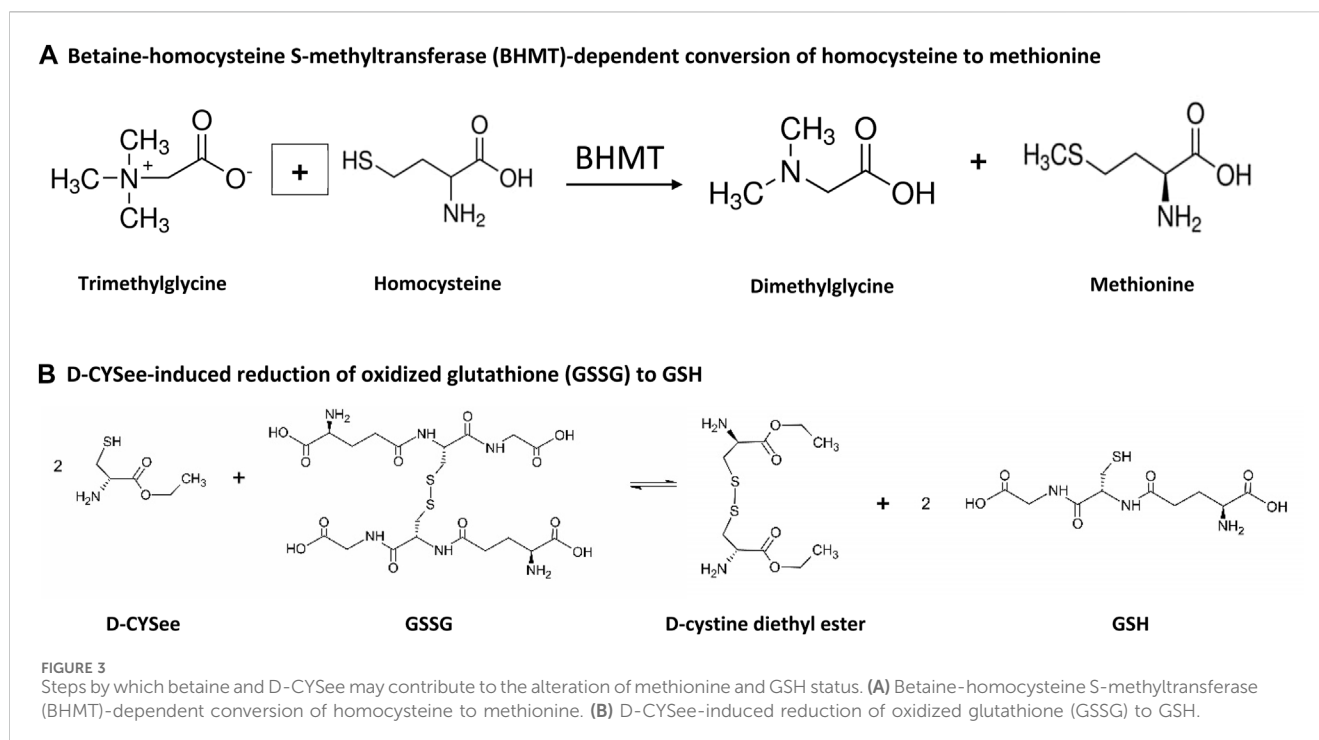 A Betaine-homocysteine S-methyltransferase (BHMT)-dependent conversion of homocysteine to methionine
CH3 O
H3C N + O-
CH3
+
HS O OH
NH2
BHMT
CH3 O
N
H3C OH
+
H3CS O OH
NH2
Trimethylglycine Homocysteine Dimethylglycine Methionine
B D-CYSee-induced reduction of oxidized glutathione (GSSG) to GSH
2
SH
O
CH3
H2N O
+
NH2 O
HO NH OH
O O NH O
S
S
O NH O O
HO NH OH
O NH2
H2N O
CH3
O
S
S
O CH3
H2N O
+ 2
SH
O NH O O
HO NH OH
O NH2
D-CYSee GSSG D-cystine diethyl ester GSH
FIGURE 3
Steps by which betaine and D-CYSee may contribute to the alteration of methionine and GSH status. (A) Betaine-homocysteine S-methyltransferase
(BHMT)-dependent conversion of homocysteine to methionine. (B) D-CYSee-induced reduction of oxidized glutathione (GSSG) to GSH.